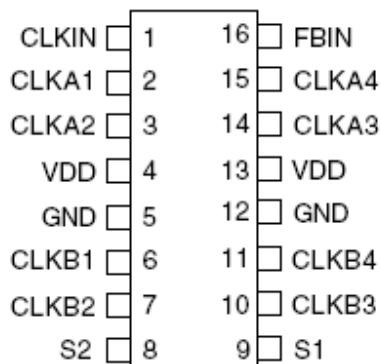 CLKIN 1 16 FBIN
CLKA1 2 15 CLKA4
CLKA2 3 14 CLKA3
VDD 4 13 VDD
GND 5 12 GND
CLKB1 6 11 CLKB4
CLKB2 7 10 CLKB3
S2 8 9 S1